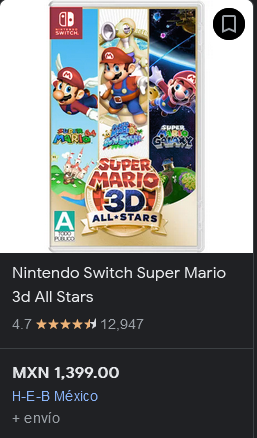 NINTENDO
SWITCH
SUPER
MARIO 64
SUPER MARIO
SUNSHINE
SUPER
MARIO
GALAXY
SUPER MARIO
3D
ALL★STARS
A
TODO
PÚBLICO
Nintendo Switch Super Mario
3d All Stars
4.7 ★★★★★ 12,947
MXN 1,399.00
H-E-B México
+ envío